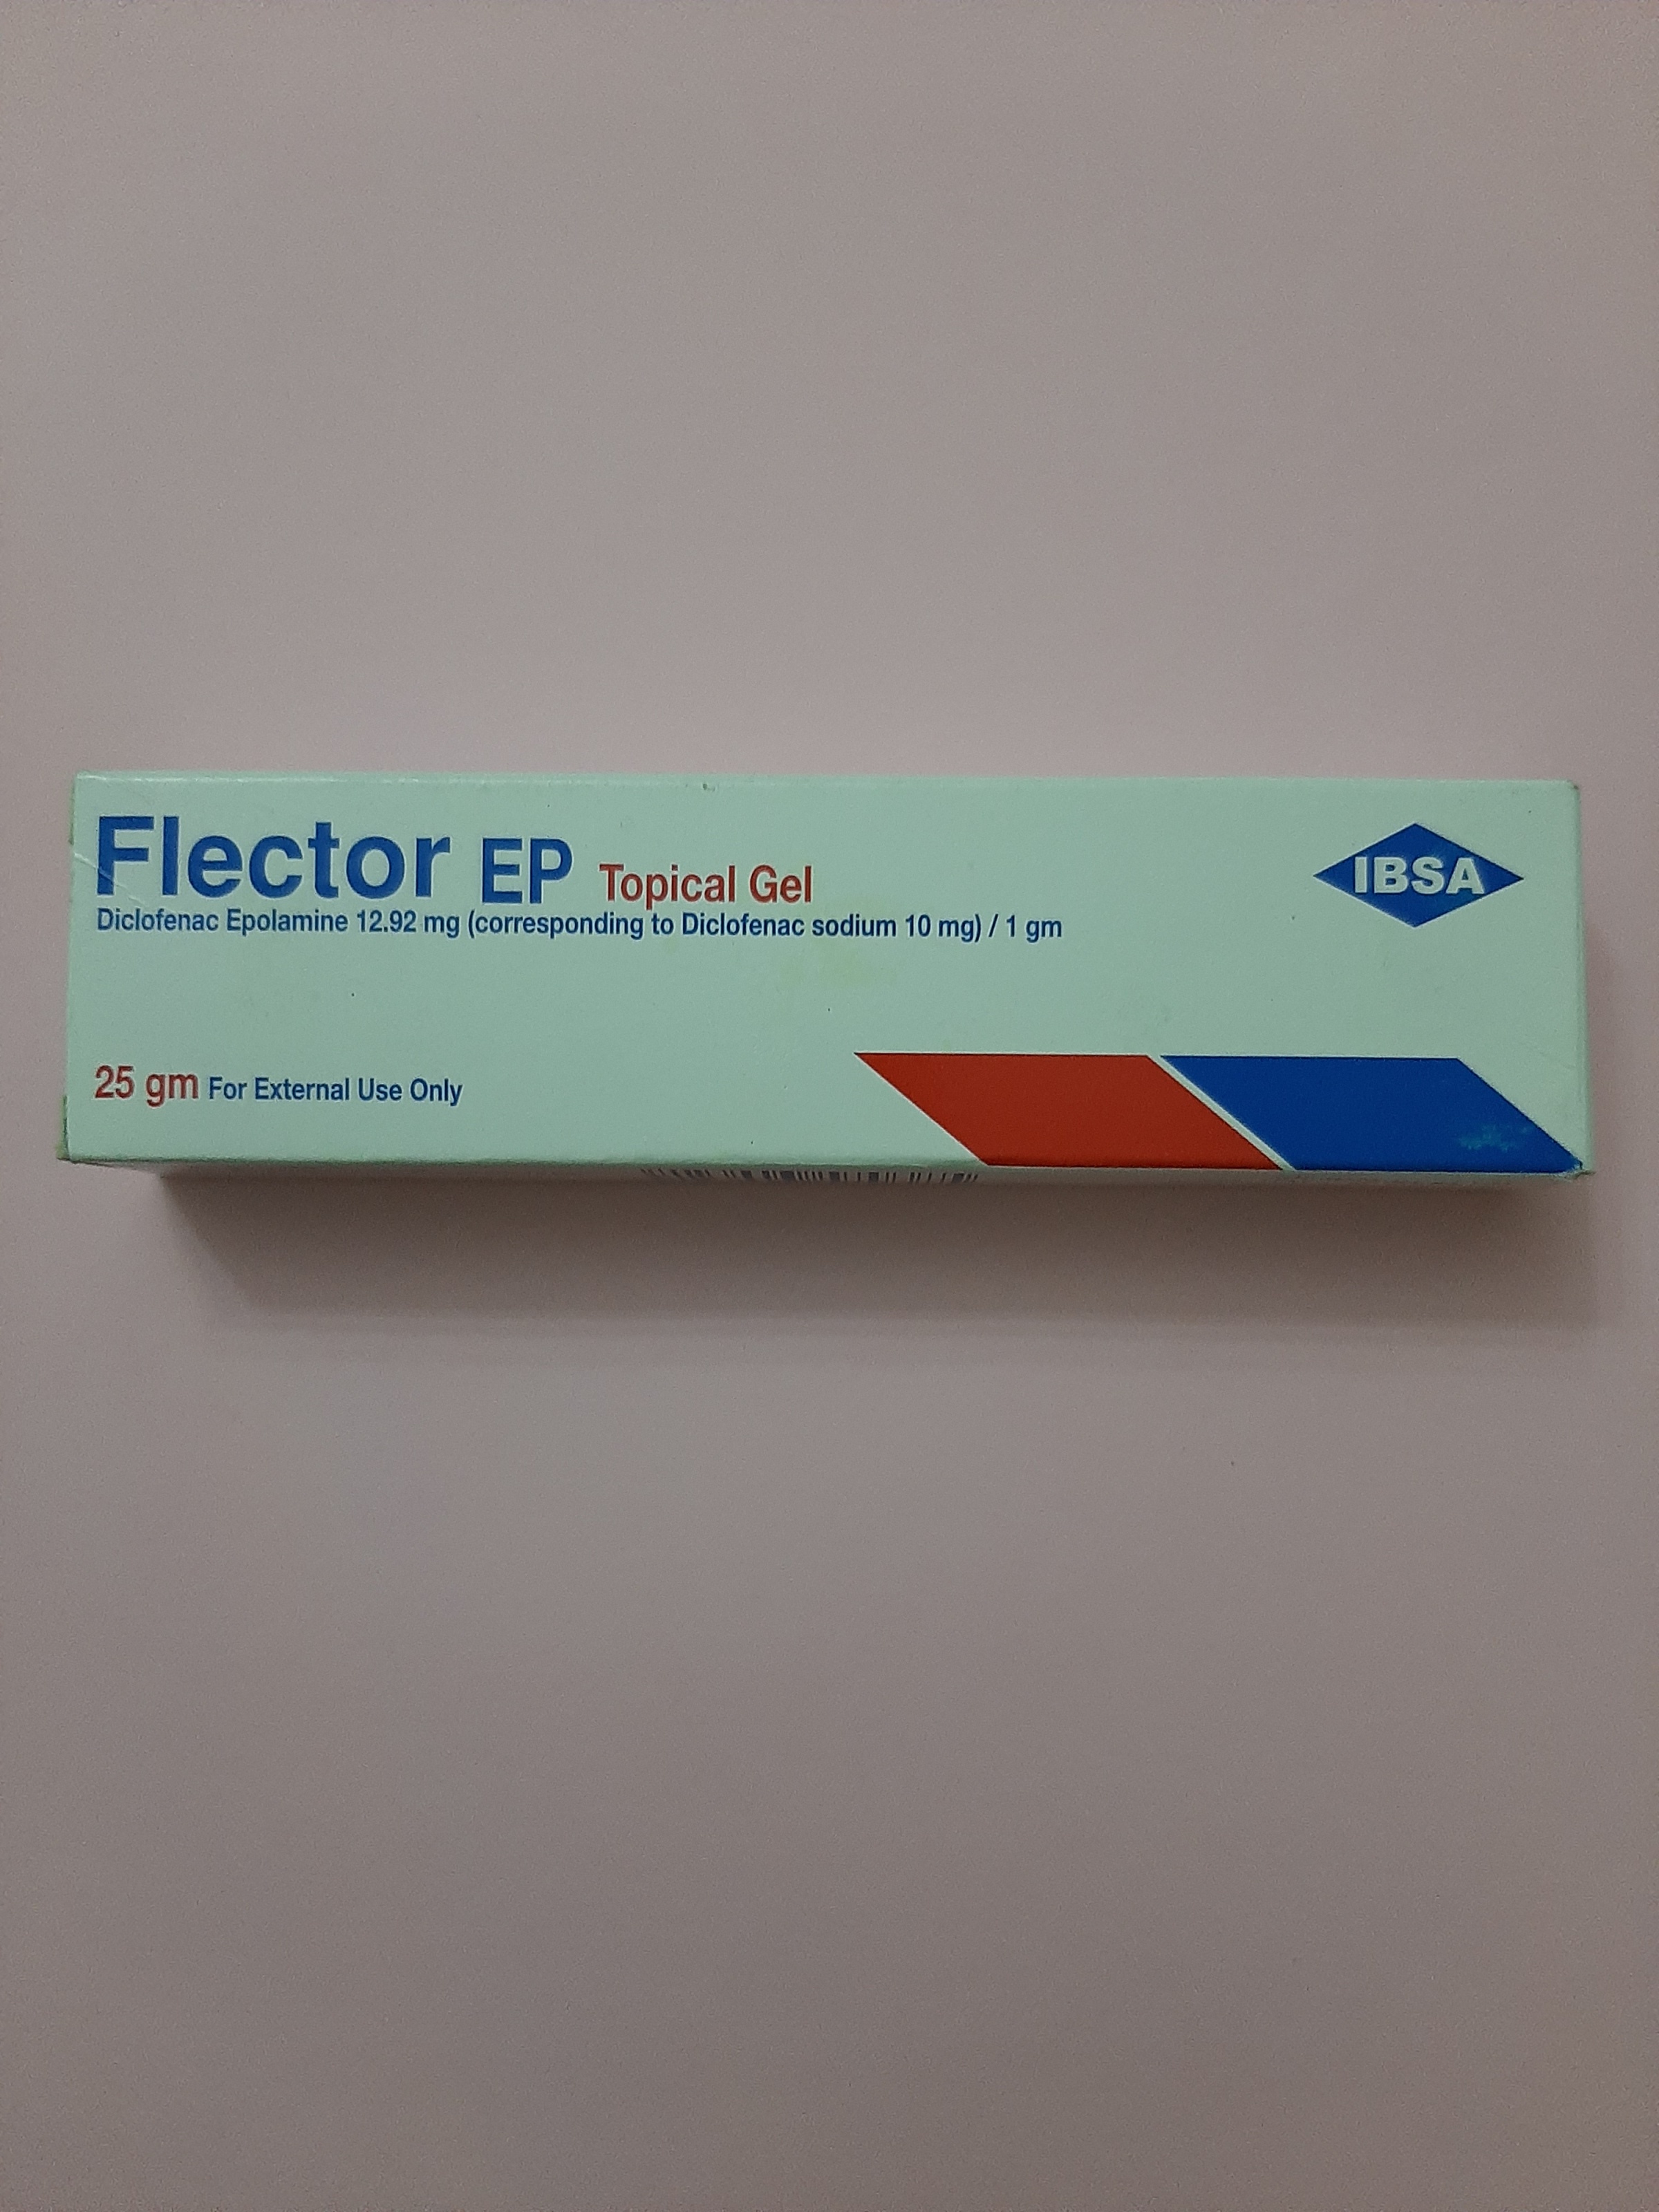 Flector EP Topical Gel
Diclofenac Epolamine 12.92 mg (corresponding to Diclofenac sodium 10 mg) / 1 gm
IBSA
25 gm For External Use Only